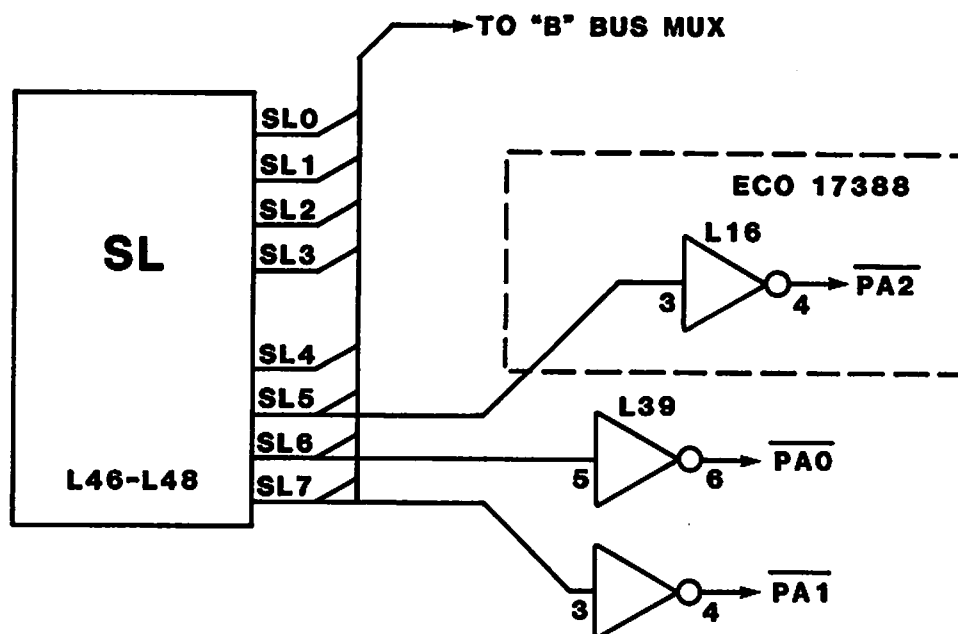 TO "B" BUS MUX
SL0
SL1
SL2
SL3
SL
SL4
SL5
SL6
SL7
L46-L48
ECO 17388
L16
3
4
PA2
L39
5
6
PA0
3
4
PA1